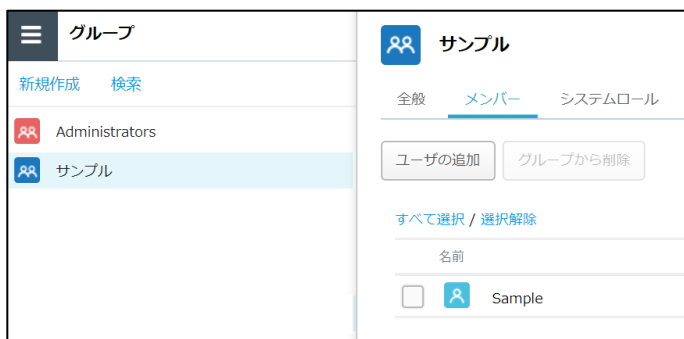 グループ
新規作成 検索
Administrators
サンプル
サンプル
全般 メンバー システムロール
ユーザの追加 グループから削除
すべて選択 / 選択解除
名前
Sample